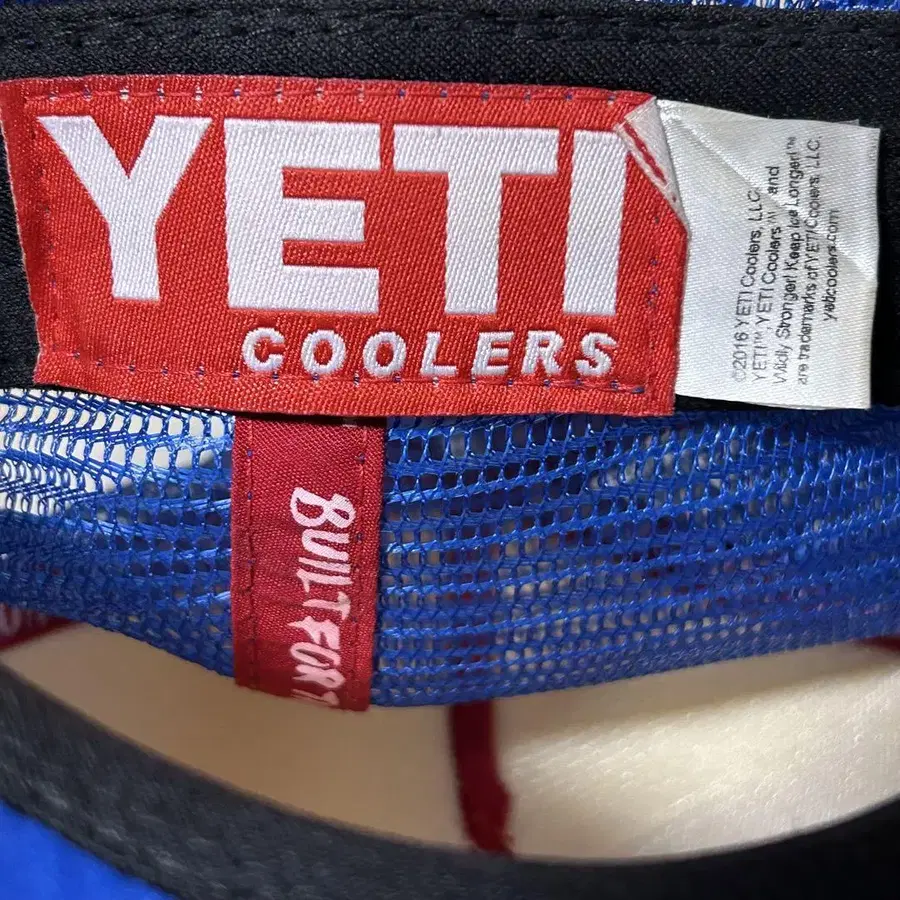 YETI
COOLERS
©2016 YETI Coolers, LLC.
YETI™ YETI Coolers™ and
Wildly Stronger! Keep Ice Longer!™
are trademarks of YETI Coolers, LLC.
yeticoolers.com
BUILT FOR